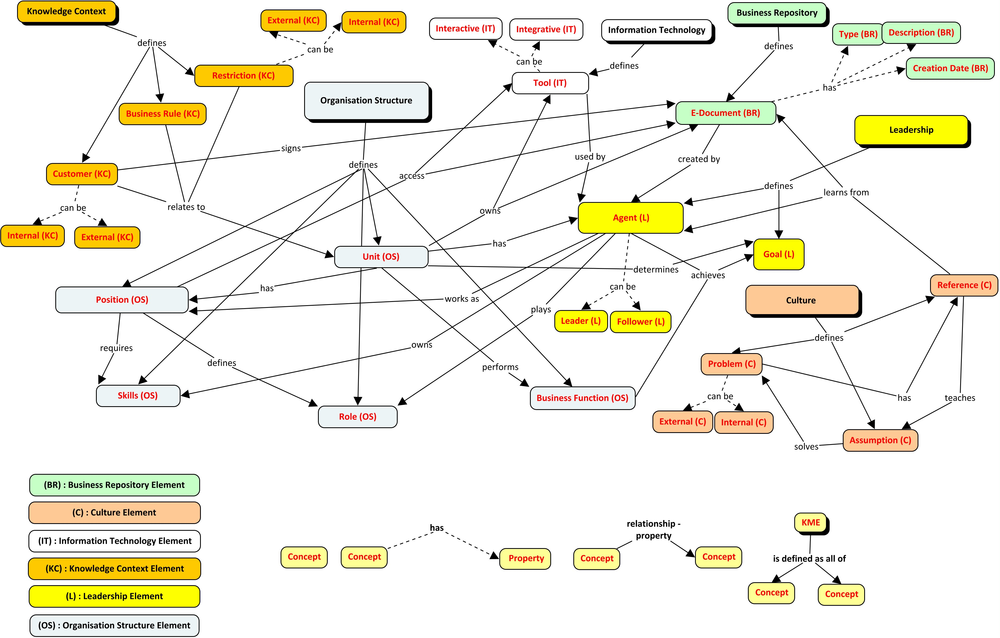 Knowledge Context
External (KC)
Internal (KC)
Interactive (IT)
Integrative (IT)
Information Technology
Business Repository
Type (BR)
Description (BR)
defines
can be
can be
defines
defines
Creation Date (BR)
Restriction (KC)
Tool (IT)
has
Organisation Structure
Business Rule (KC)
E-Document (BR)
Leadership
signs
used by
created by
defines
access
Customer (KC)
defines
learns from
can be
relates to
owns
Agent (L)
Internal (KC)
External (KC)
has
Unit (OS)
Goal (L)
determines
achieves
has
can be
Reference (C)
Position (OS)
works as
Culture
plays
Leader (L)
Follower (L)
requires
owns
defines
defines
performs
Problem (C)
Skills (OS)
Business Function (OS)
can be
has
teaches
Role (OS)
External (C)
Internal (C)
Assumption (C)
solves
(BR) : Business Repository Element
(C) : Culture Element
(IT) : Information Technology Element
(KC) : Knowledge Context Element
(L) : Leadership Element
(OS) : Organisation Structure Element
has
Concept
Concept
Property
relationship -
property
Concept
Concept
KME
is defined as all of
Concept
Concept